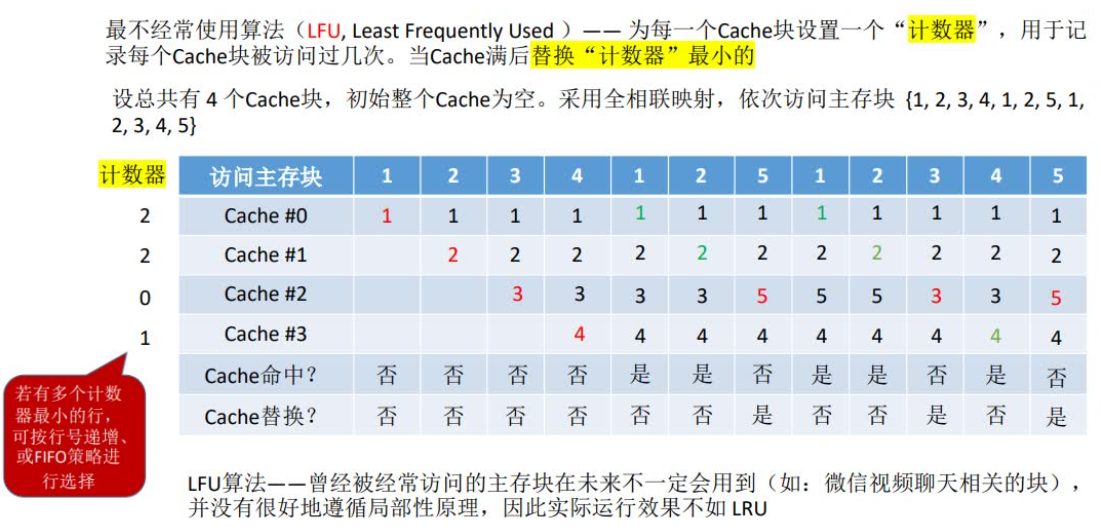 最不经常使用算法（LFU, Least Frequently Used ）—— 为每一个Cache块设置一个“计数器”，用于记
录每个Cache块被访问过几次。当Cache满后替换“计数器”最小的
设总共有 4 个Cache块，初始整个Cache为空。采用全相联映射，依次访问主存块 {1, 2, 3, 4, 1, 2, 5, 1,
2, 3, 4, 5}
计数器 访问主存块 1 2 3 4 1 2 5 1 2 3 4 5
2 Cache #0 1 1 1 1 1 1 1 1 1 1 1 1
2 Cache #1 2 2 2 2 2 2 2 2 2 2 2
0 Cache #2 3 3 3 3 5 5 5 3 3 5
1 Cache #3 4 4 4 4 4 4 4 4 4
Cache命中？ 否 否 否 否 是 是 否 是 是 否 是 否
Cache替换？ 否 否 否 否 否 否 是 否 否 是 否 是
若有多个计数
器最小的行，
可按行号递增、
或FIFO策略进
行选择
LFU算法——曾经被经常访问的主存块在未来不一定会用到（如：微信视频聊天相关的块），
并没有很好地遵循局部性原理，因此实际运行效果不如 LRU